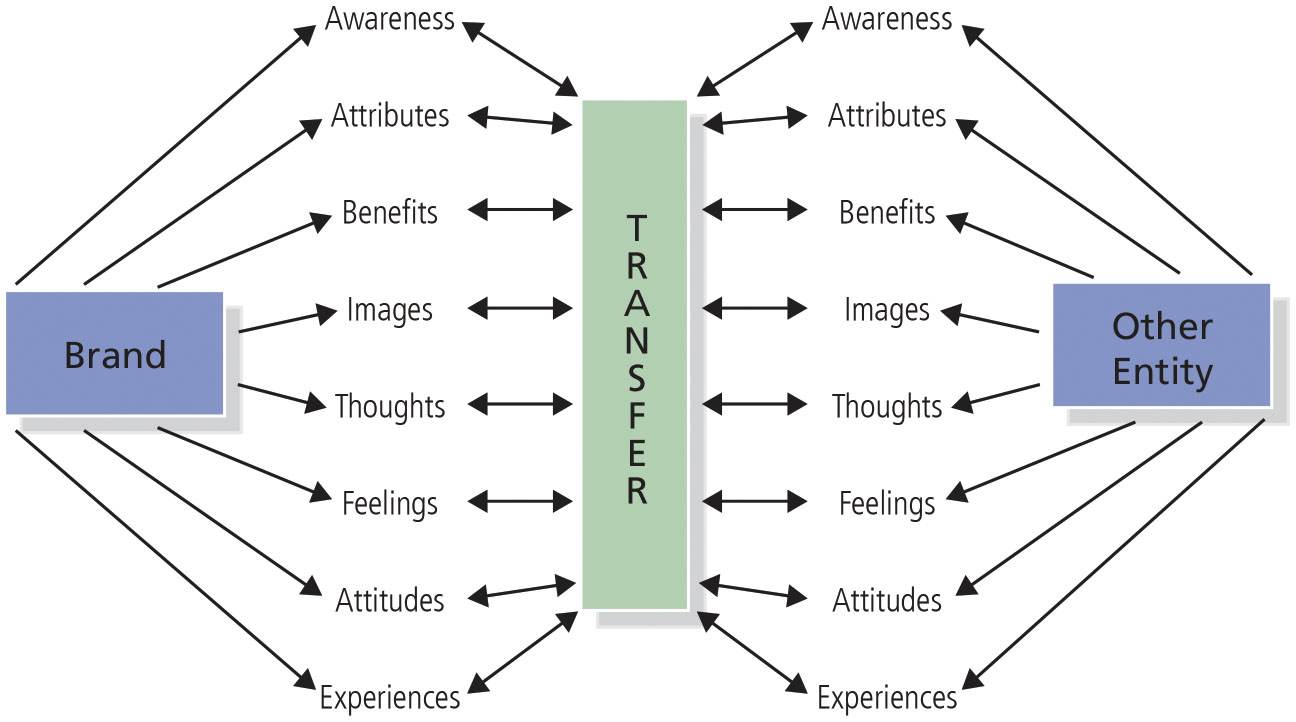 Awareness
Attributes
Benefits
Images
Thoughts
Feelings
Attitudes
Experiences
Brand
TRANSFER
Awareness
Attributes
Benefits
Images
Thoughts
Feelings
Attitudes
Experiences
Other
Entity